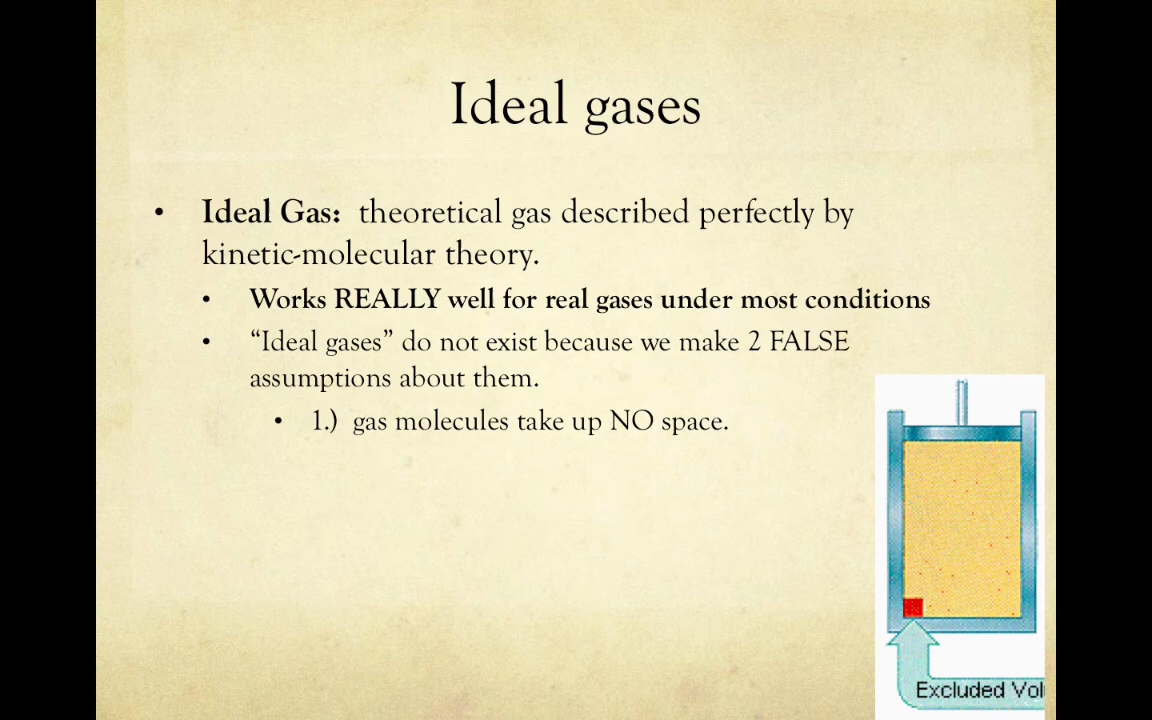 Ideal gases
• Ideal Gas: theoretical gas described perfectly by
kinetic-molecular theory.
• Works REALLY well for real gases under most conditions
• “Ideal gases” do not exist because we make 2 FALSE
assumptions about them.
• 1.) gas molecules take up NO space.
Excluded Vol